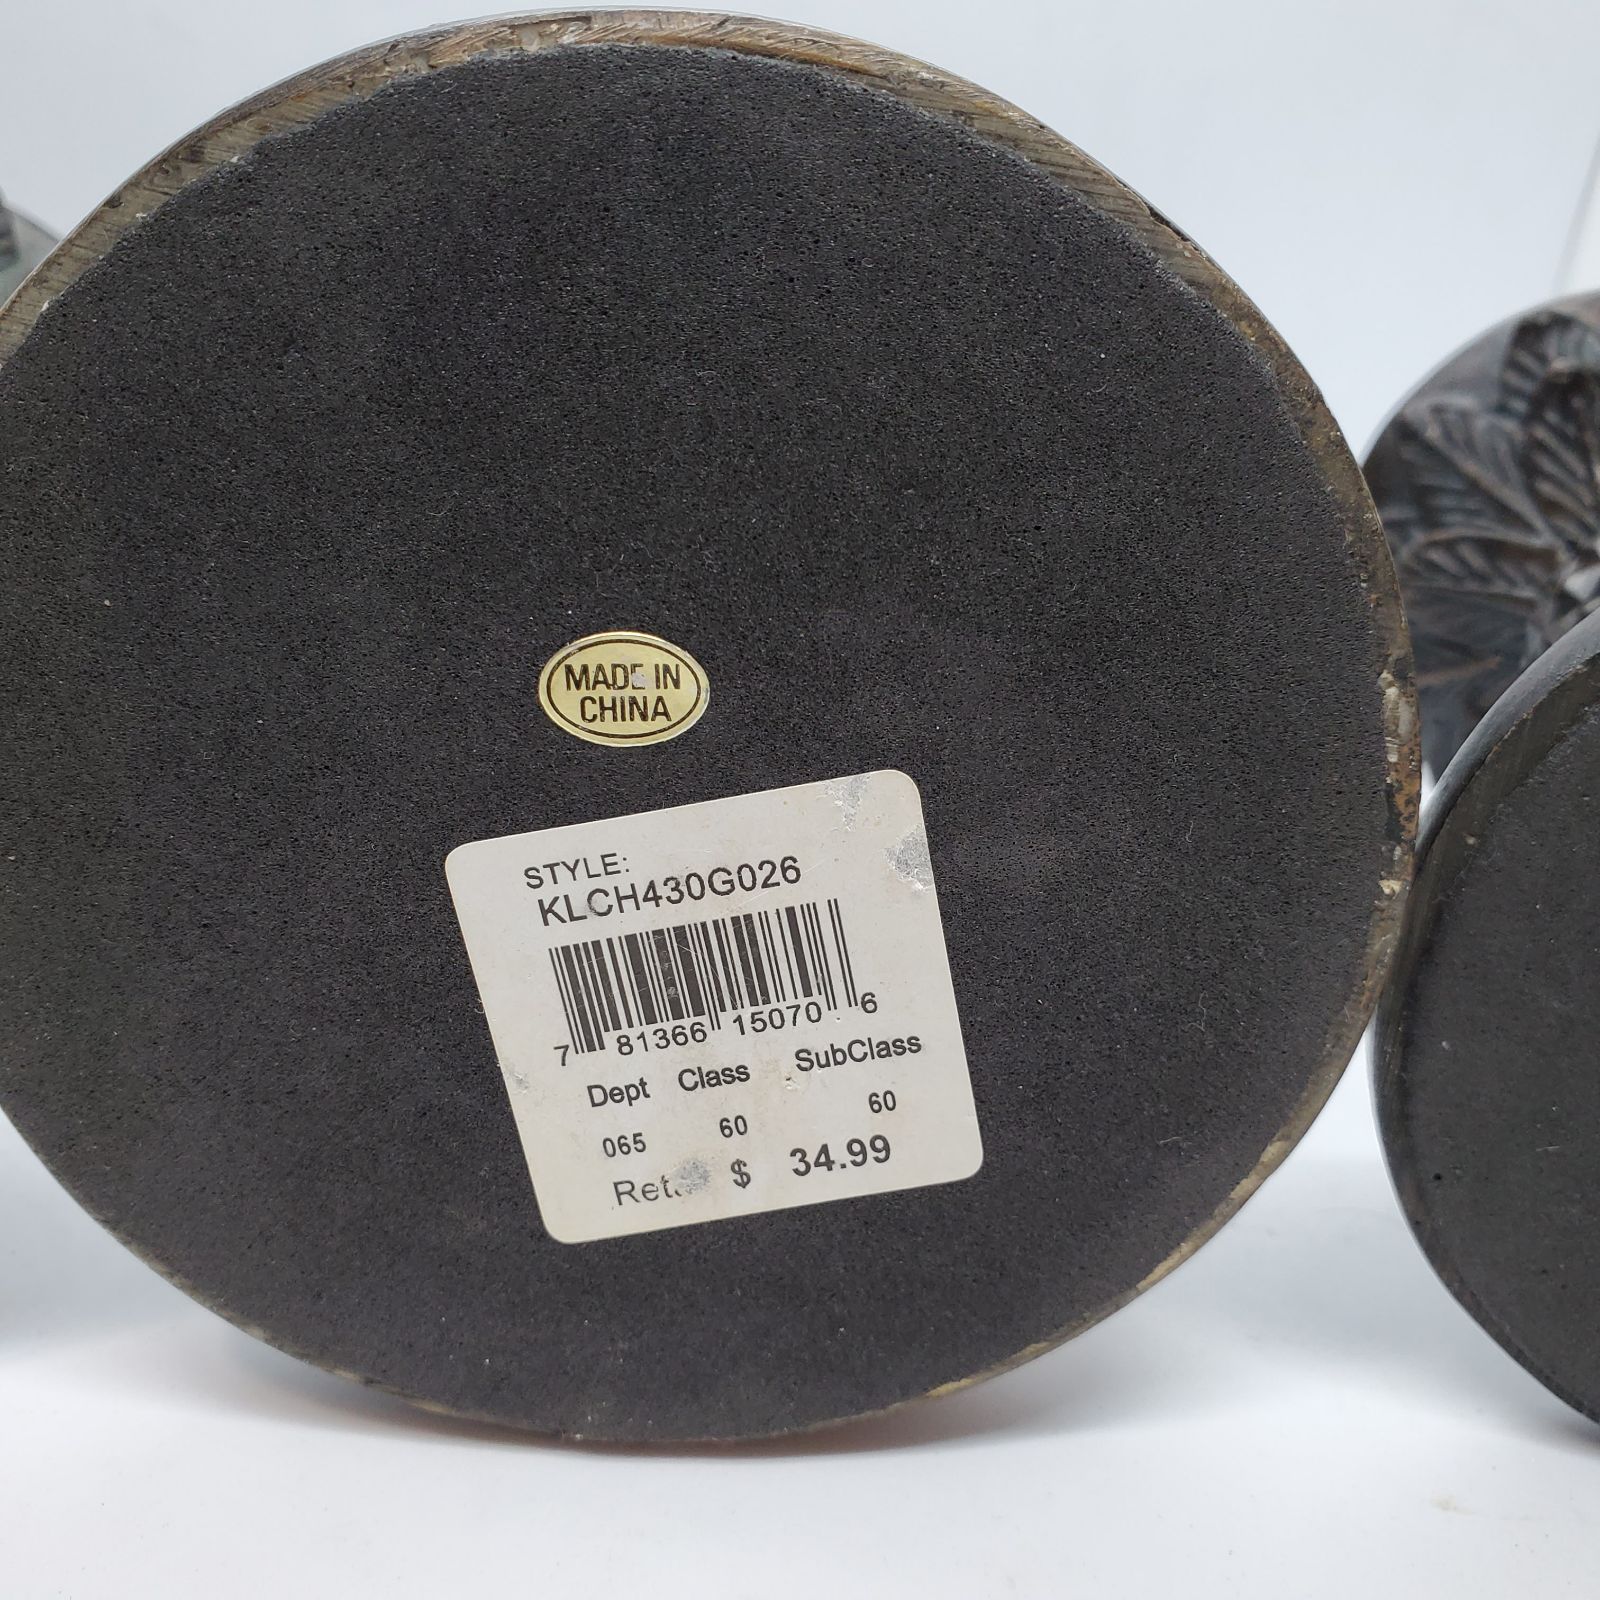 MADE IN
CHINA
STYLE:
KLCH430G026
7 81366 15070 6
Dept Class SubClass
065 60 60
$ 34.99